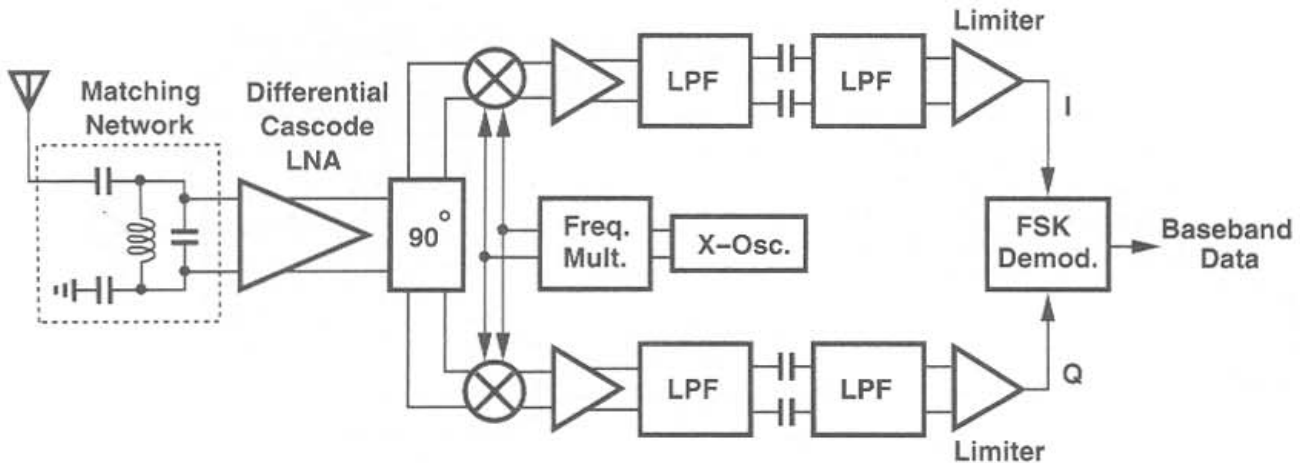 Limiter
Matching
Network
Differential
Cascode
LNA
LPF
LPF
I
90°
Freq.
Mult.
X–Osc.
FSK
Demod.
Baseband
Data
LPF
LPF
Q
Limiter